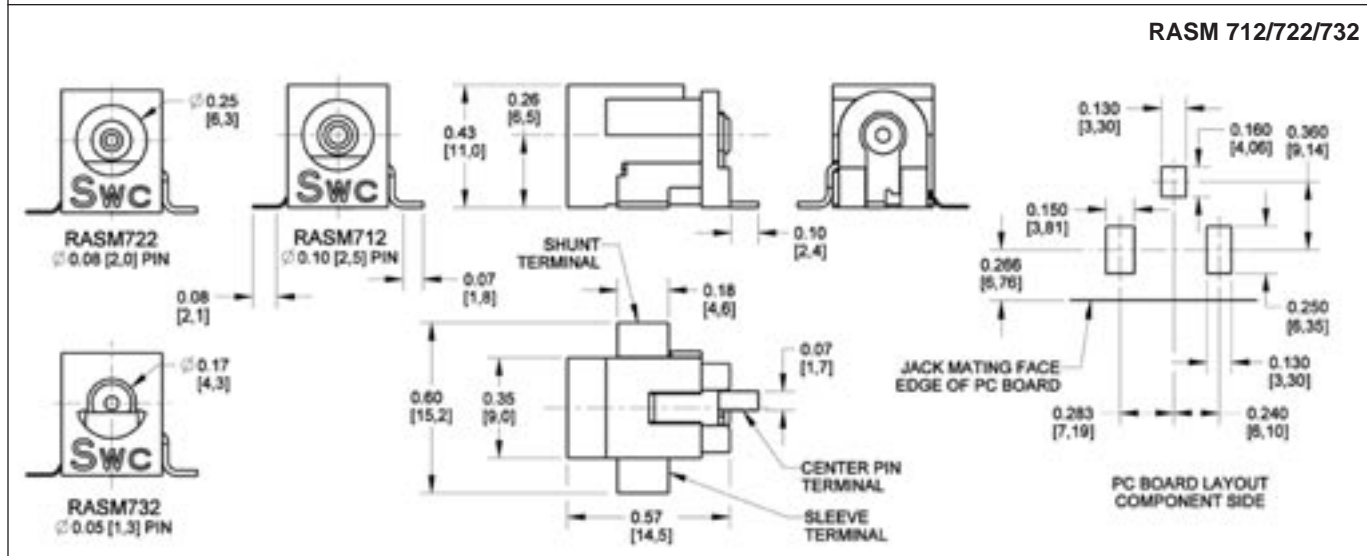 RASM 712/722/732
Ø 0.25
[6,3]
SWC
RASM722
Ø 0.08 [2,0] PIN
SWC
RASM712
Ø 0.10 [2,5] PIN
0.08
[2,1]
0.07
[1,8]
0.43
[11,0]
0.26
[6,5]
0.10
[2,4]
Ø 0.17
[4,3]
SWC
RASM732
Ø 0.05 [1,3] PIN
SHUNT
TERMINAL
0.18
[4,6]
0.60
[15,2]
0.35
[9,0]
0.07
[1,7]
CENTER PIN
TERMINAL
SLEEVE
TERMINAL
0.57
[14,5]
0.130
[3,30]
0.160
[4,06]
0.360
[9,14]
0.150
[3,81]
0.266
[6,76]
0.250
[6,35]
JACK MATING FACE
EDGE OF PC BOARD
0.130
[3,30]
0.283
[7,19]
0.240
[6,10]
PC BOARD LAYOUT
COMPONENT SIDE